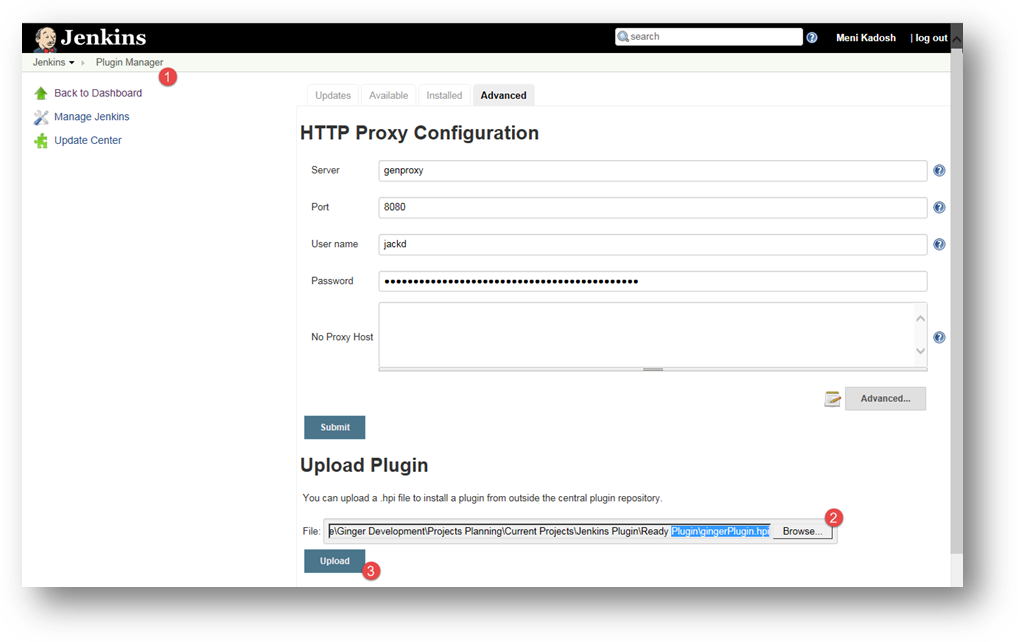 Jenkins
search
Meni Kadosh
| log out
Jenkins
Plugin Manager
1
Back to Dashboard
Manage Jenkins
Update Center
Updates
Available
Installed
Advanced
HTTP Proxy Configuration
Server
genproxy
Port
8080
User name
jackd
Password
••••••••••••••••••••••••••••••••••••••••••••
No Proxy Host
Advanced...
Submit
Upload Plugin
You can upload a .hpi file to install a plugin from outside the central plugin repository.
File: e\Ginger Development\Projects Planning\Current Projects\Jenkins Plugin\Ready Plugin\gingerPlugin.hpi
Browse...
2
Upload
3